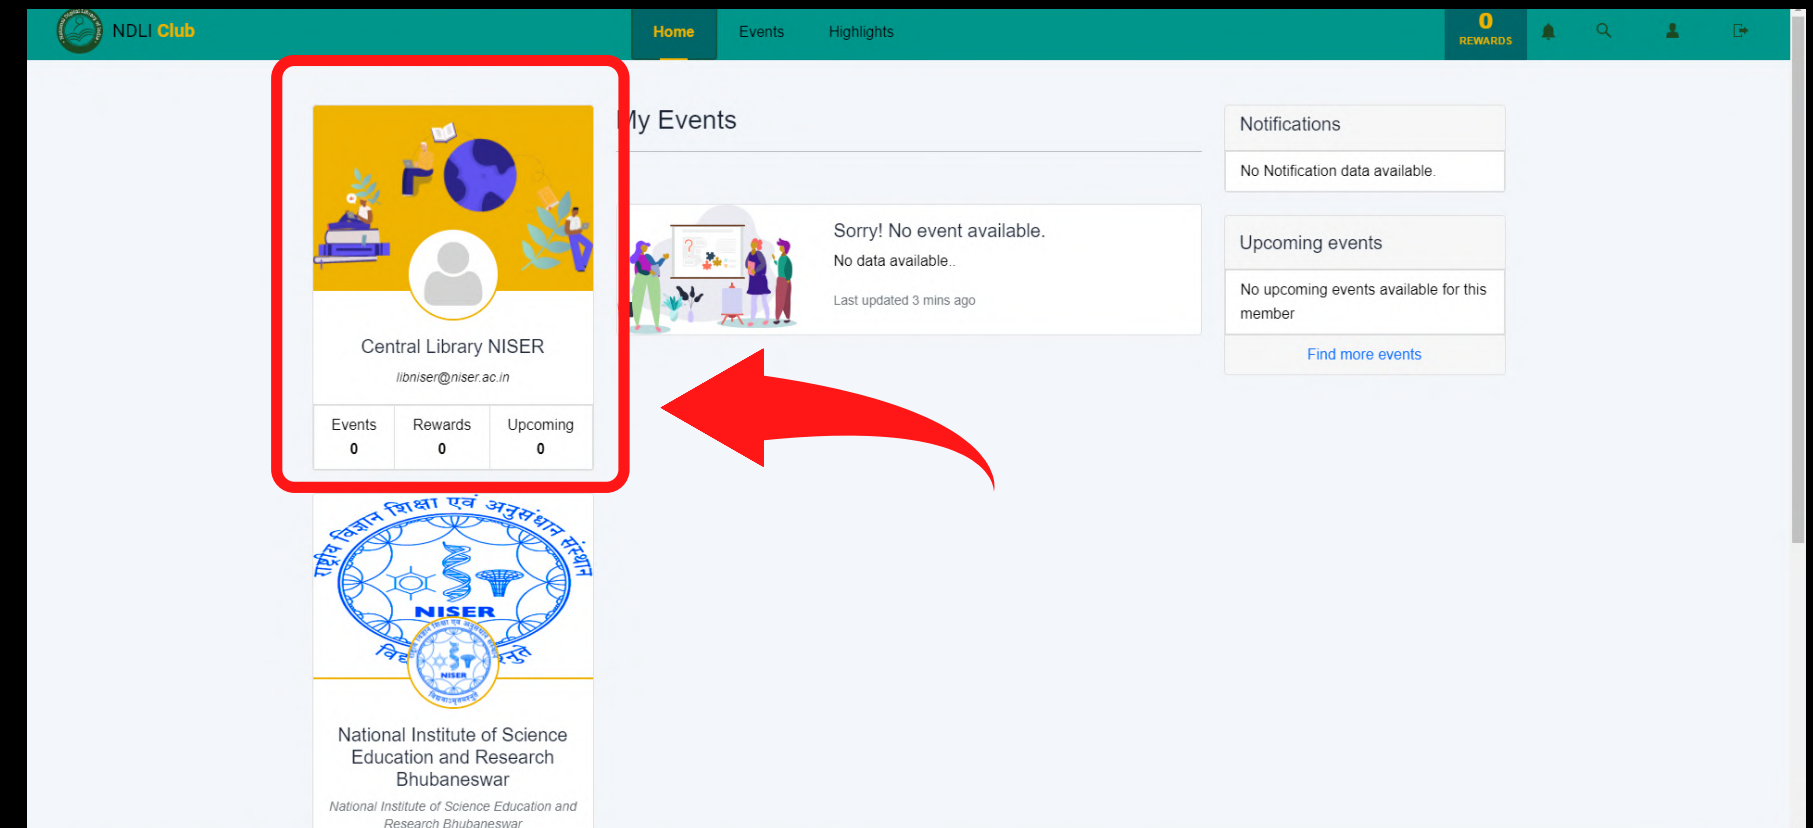 NDLI Club
Home
Events
Highlights
0
REWARDS
My Events
Sorry! No event available.
No data available..
Last updated 3 mins ago
Notifications
No Notification data available.
Upcoming events
No upcoming events available for this
member
Find more events
Central Library NISER
libniser@niser.ac.in
Events
0
Rewards
0
Upcoming
0
राष्ट्रीय विज्ञान शिक्षा एवं अनुसंधान संस्थान
NISER
NISER
National Institute of Science
Education and Research
Bhubaneswar
National Institute of Science Education and
Research Bhubaneswar